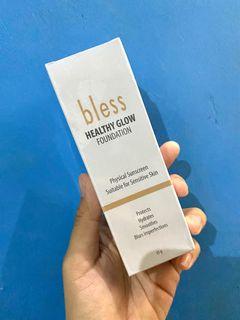 bless
HEALTHY GLOW
FOUNDATION
Physical Sunscreen
Suitable for Sensitive Skin
Protects
Hydrates
Smoothes
Blurs imperfections